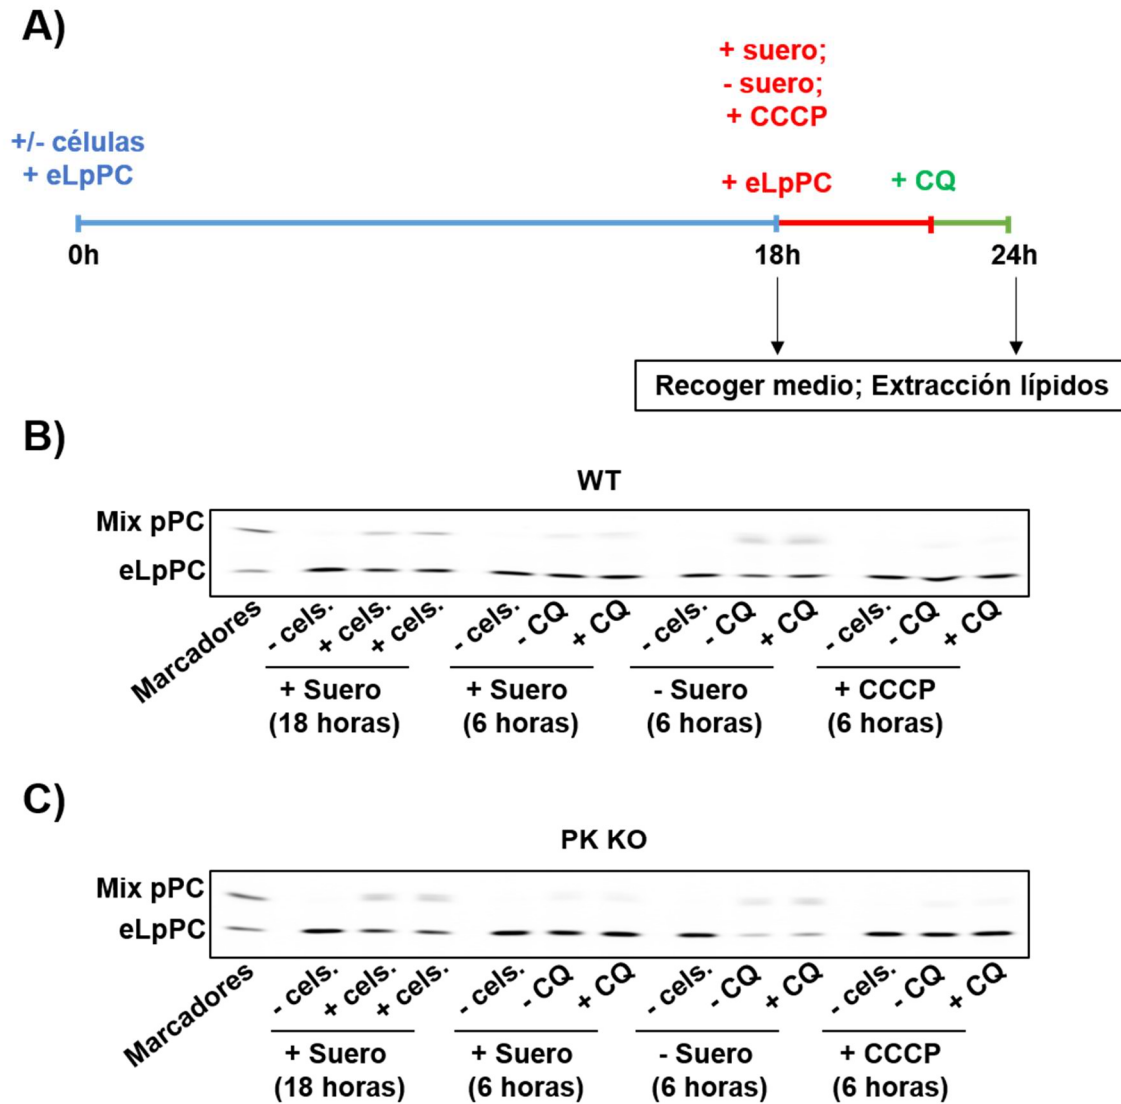 A)
+ suero;
- suero;
+ CCCP
+/- células
+ eLpPC
+ eLpPC
+ CQ
0h
18h
24h
Recoger medio; Extracción lípidos
B)
WT
Mix pPC
eLpPC
Marcadores
- cels.
+ cels.
+ cels.
- cels.
- CQ
+ CQ
- cels.
- CQ
+ CQ
- cels.
- CQ
+ CQ
+ Suero
(18 horas)
+ Suero
(6 horas)
- Suero
(6 horas)
+ CCCP
(6 horas)
C)
PK KO
Mix pPC
eLpPC
Marcadores
- cels.
+ cels.
+ cels.
- cels.
- CQ
+ CQ
- cels.
- CQ
+ CQ
- cels.
- CQ
+ CQ
+ Suero
(18 horas)
+ Suero
(6 horas)
- Suero
(6 horas)
+ CCCP
(6 horas)